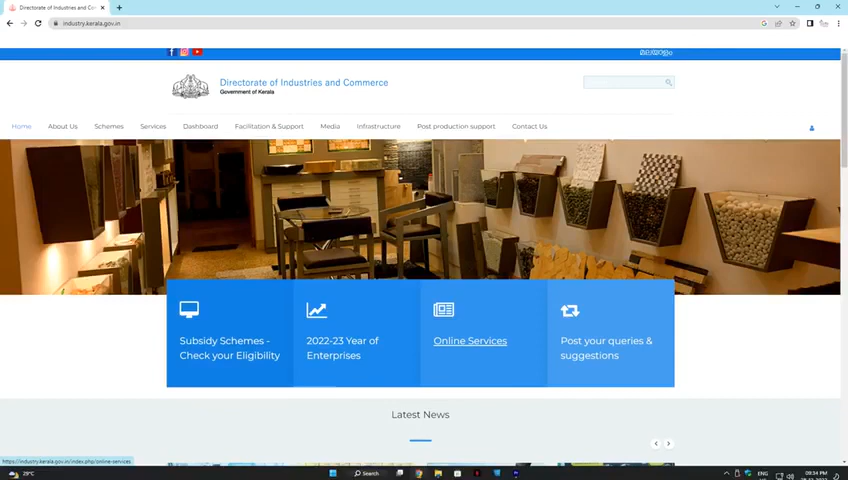 Directorate of Industries and Com
industry.kerala.gov.in
മലയാളം
Directorate of Industries and Commerce
Government of Kerala
Home About Us Schemes Services Dashboard Facilitation & Support Media Infrastructure Post production support Contact Us
Subsidy Schemes - Check your Eligibility
2022-23 Year of Enterprises
Online Services
Post your queries & suggestions
Latest News
https://industry.kerala.gov.in/index.php/online-services
29°C
Search
ENG
09:34 PM